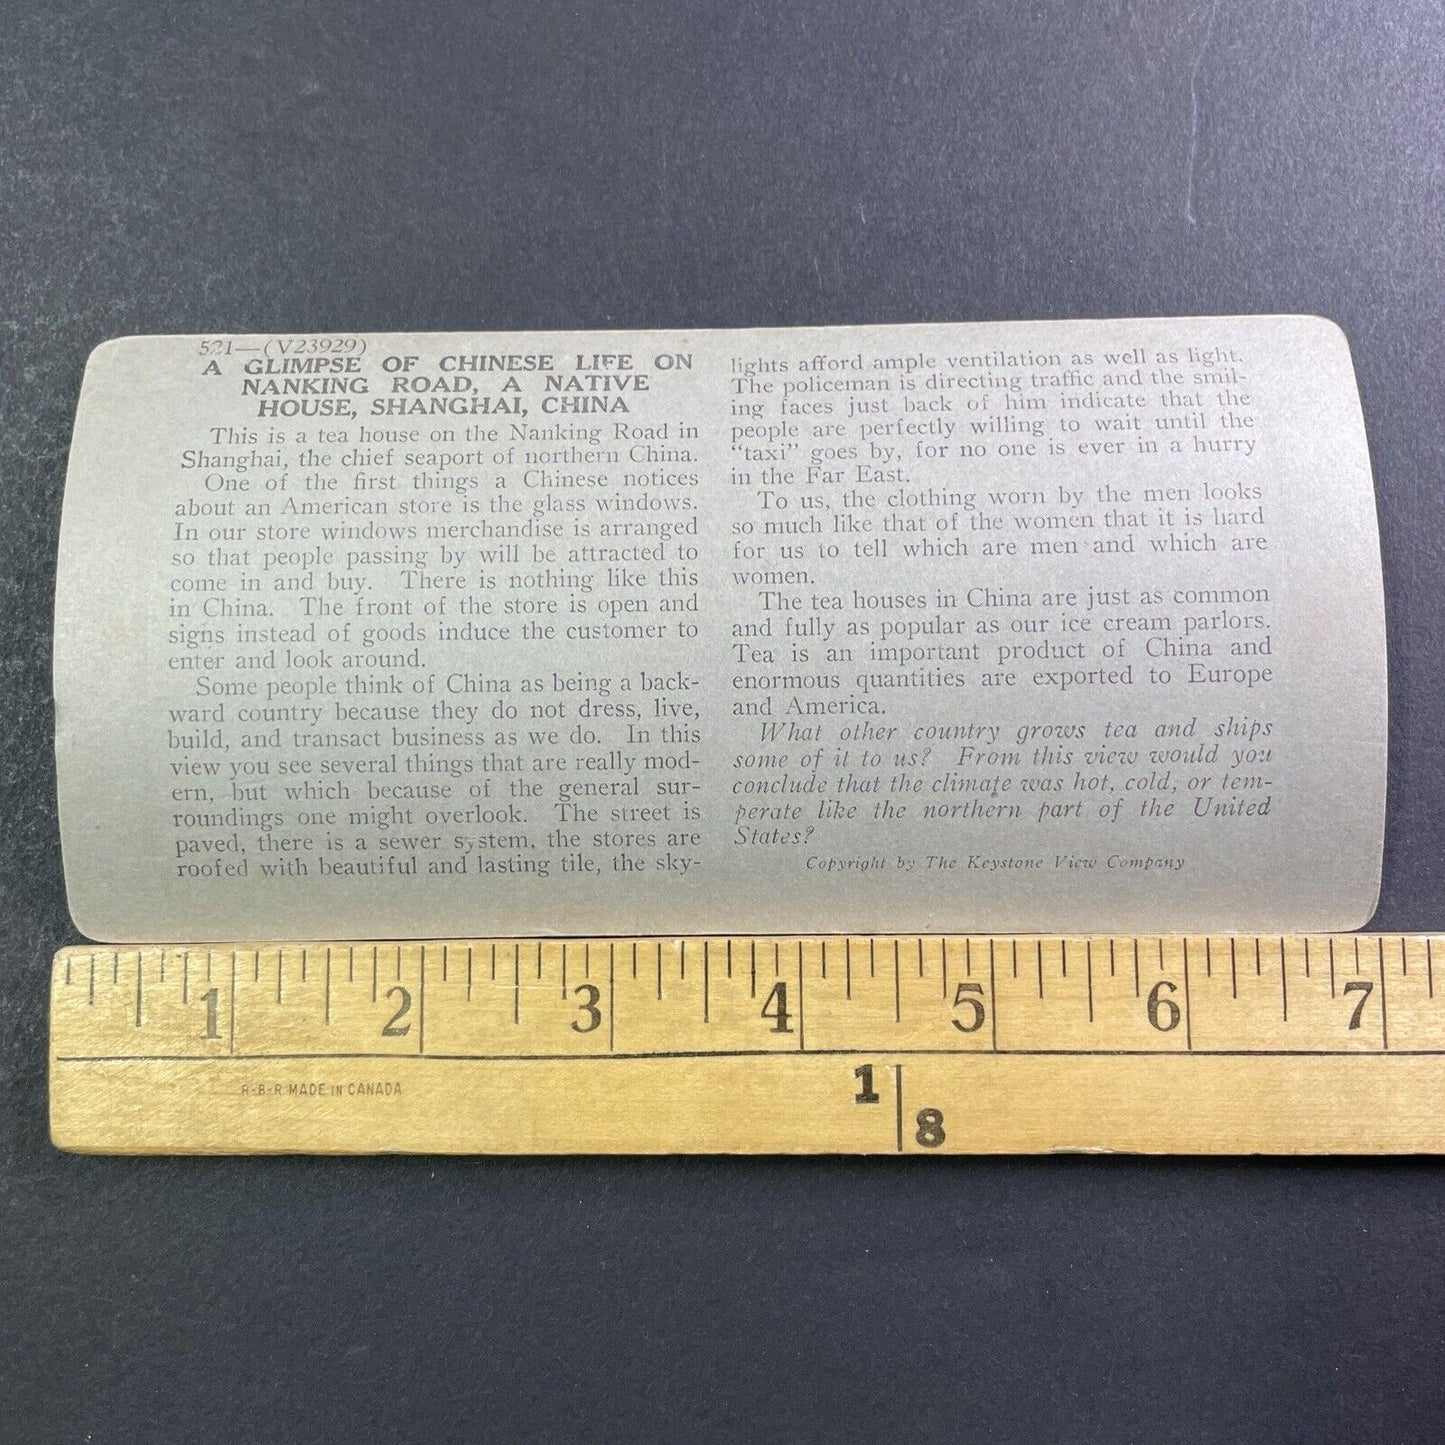 521—(V23929)
A GLIMPSE OF CHINESE LIFE ON
NANKING ROAD, A NATIVE
HOUSE, SHANGHAI, CHINA
This is a tea house on the Nanking Road in
Shanghai, the chief seaport of northern China.
One of the first things a Chinese notices
about an American store is the glass windows.
In our store windows merchandise is arranged
so that people passing by will be attracted to
come in and buy. There is nothing like this
in China. The front of the store is open and
signs instead of goods induce the customer to
enter and look around.
Some people think of China as being a back-
ward country because they do not dress, live,
build, and transact business as we do. In this
view you see several things that are really mod-
ern, but which because of the general sur-
roundings one might overlook. The street is
paved, there is a sewer system, the stores are
roofed with beautiful and lasting tile, the sky-
lights afford ample ventilation as well as light.
The policeman is directing traffic and the smil-
ing faces just back of him indicate that the
people are perfectly willing to wait until the
“taxi” goes by, for no one is ever in a hurry
in the Far East.
To us, the clothing worn by the men looks
so much like that of the women that it is hard
for us to tell which are men and which are
women.
The tea houses in China are just as common
and fully as popular as our ice cream parlors.
Tea is an important product of China and
enormous quantities are exported to Europe
and America.
What other country grows tea and ships
some of it to us? From this view would you
conclude that the climate was hot, cold, or tem-
perate like the northern part of the United
States?
Copyright by The Keystone View Company
1 2 3 4 5 6 7
R-B-R MADE IN CANADA
1
8